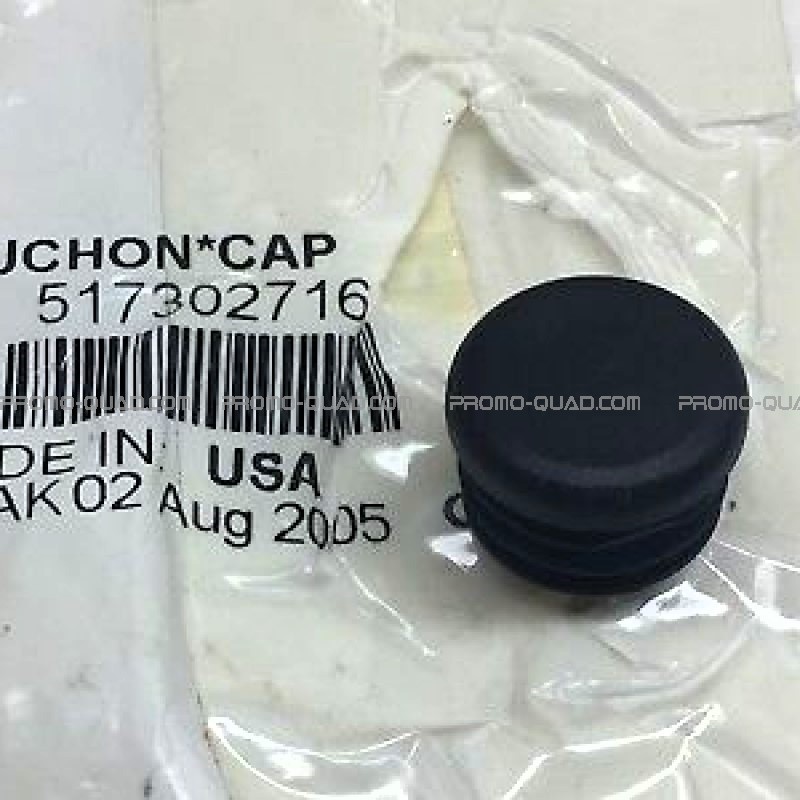 UCHON*CAP
517302716
PROMO-QUAD.COM PROMO-QUAD.COM PROMO-QUAD.COM PROMO-QUA
DE IN: USA
AK 02 Aug 2005